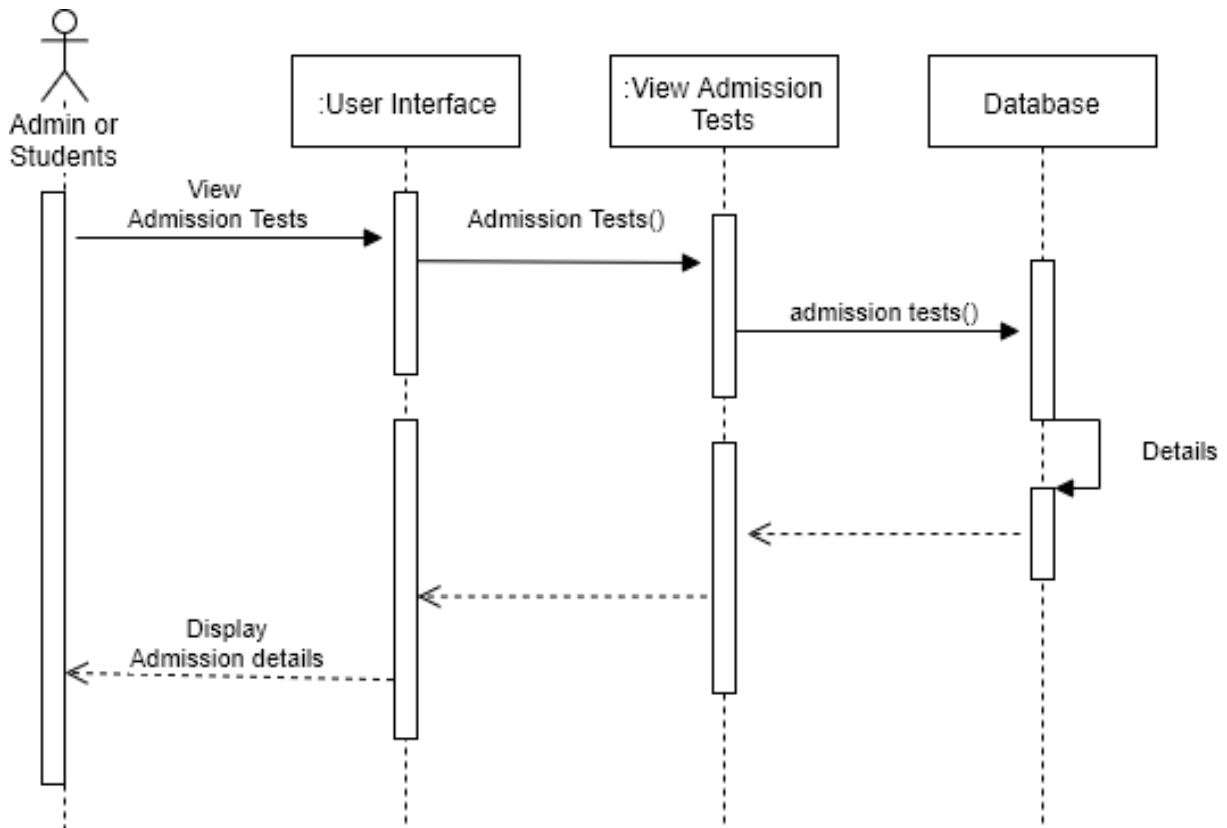 Admin or
Students
:User Interface
:View Admission
Tests
Database
View
Admission Tests
Admission Tests()
admission tests()
Details
Display
Admission details